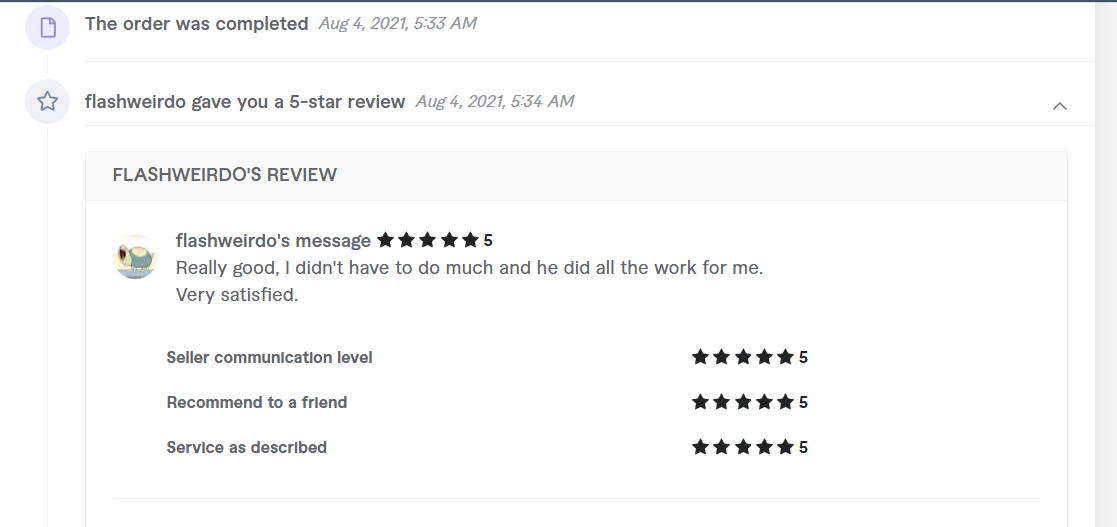 The order was completed Aug 4, 2021, 5:33 AM
flashweirdo gave you a 5-star review Aug 4, 2021, 5:34 AM
FLASHWEIRDO'S REVIEW
flashweirdo's message ★★★★★ 5
Really good, I didn't have to do much and he did all the work for me.
Very satisfied.
Seller communication level ★★★★★ 5
Recommend to a friend ★★★★★ 5
Service as described ★★★★★ 5